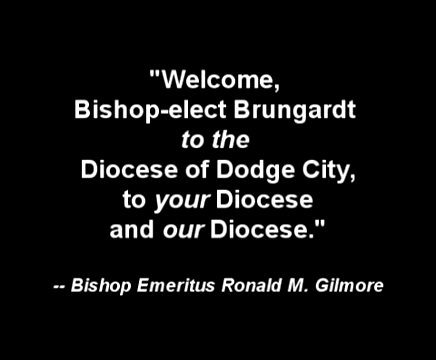 "Welcome,
Bishop-elect Brungardt
to the
Diocese of Dodge City,
to your Diocese
and our Diocese."
-- Bishop Emeritus Ronald M. Gilmore